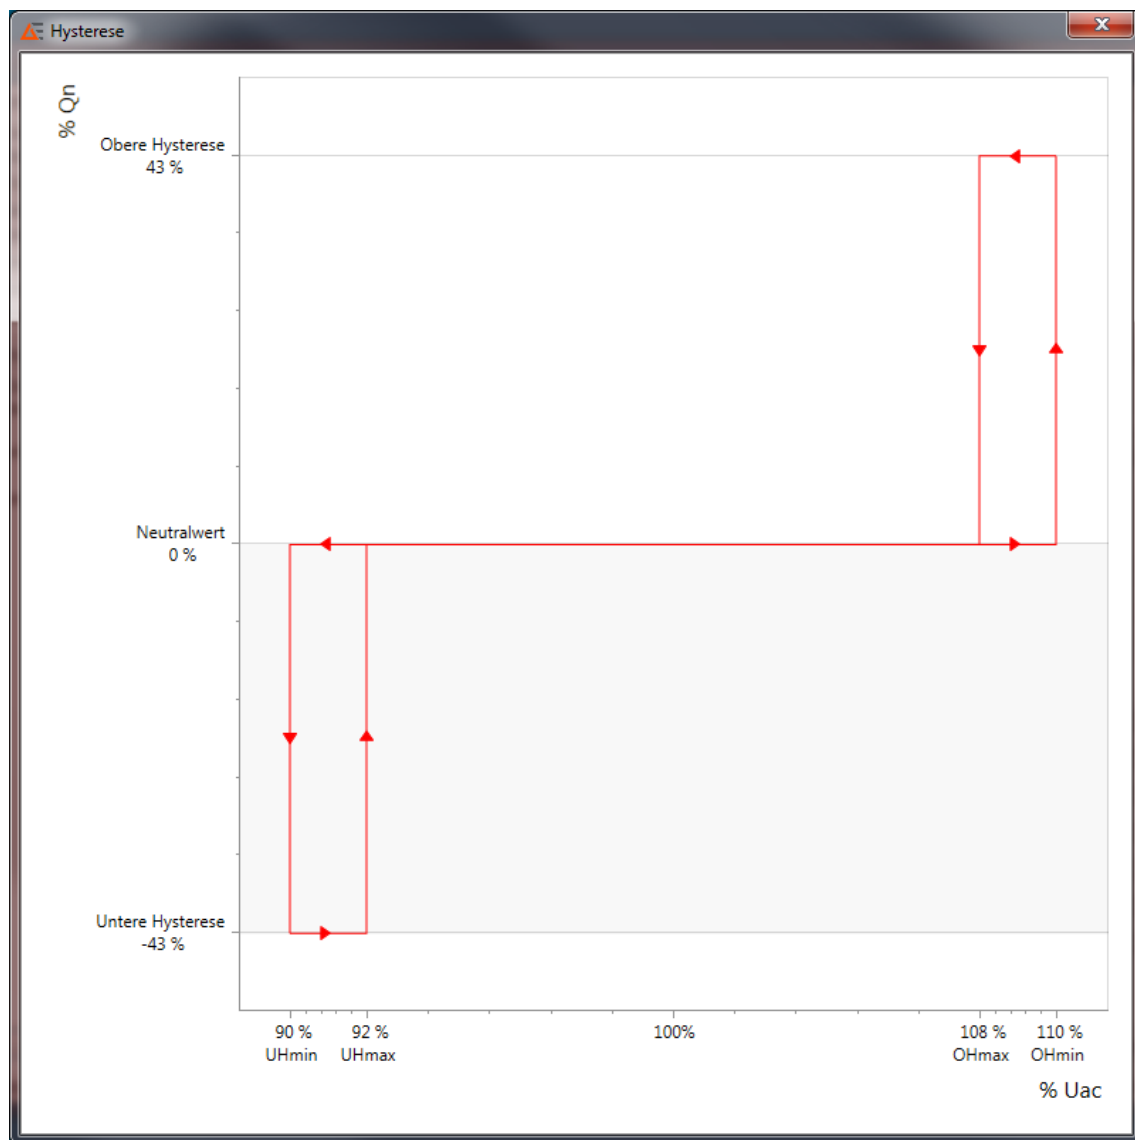 Hysterese
% Qn
Obere Hysterese
43 %
Neutralwert
0 %
Untere Hysterese
-43 %
90 % 92 % 100% 108 % 110 %
UHmin UHmax OHmax OHmin
% Uac